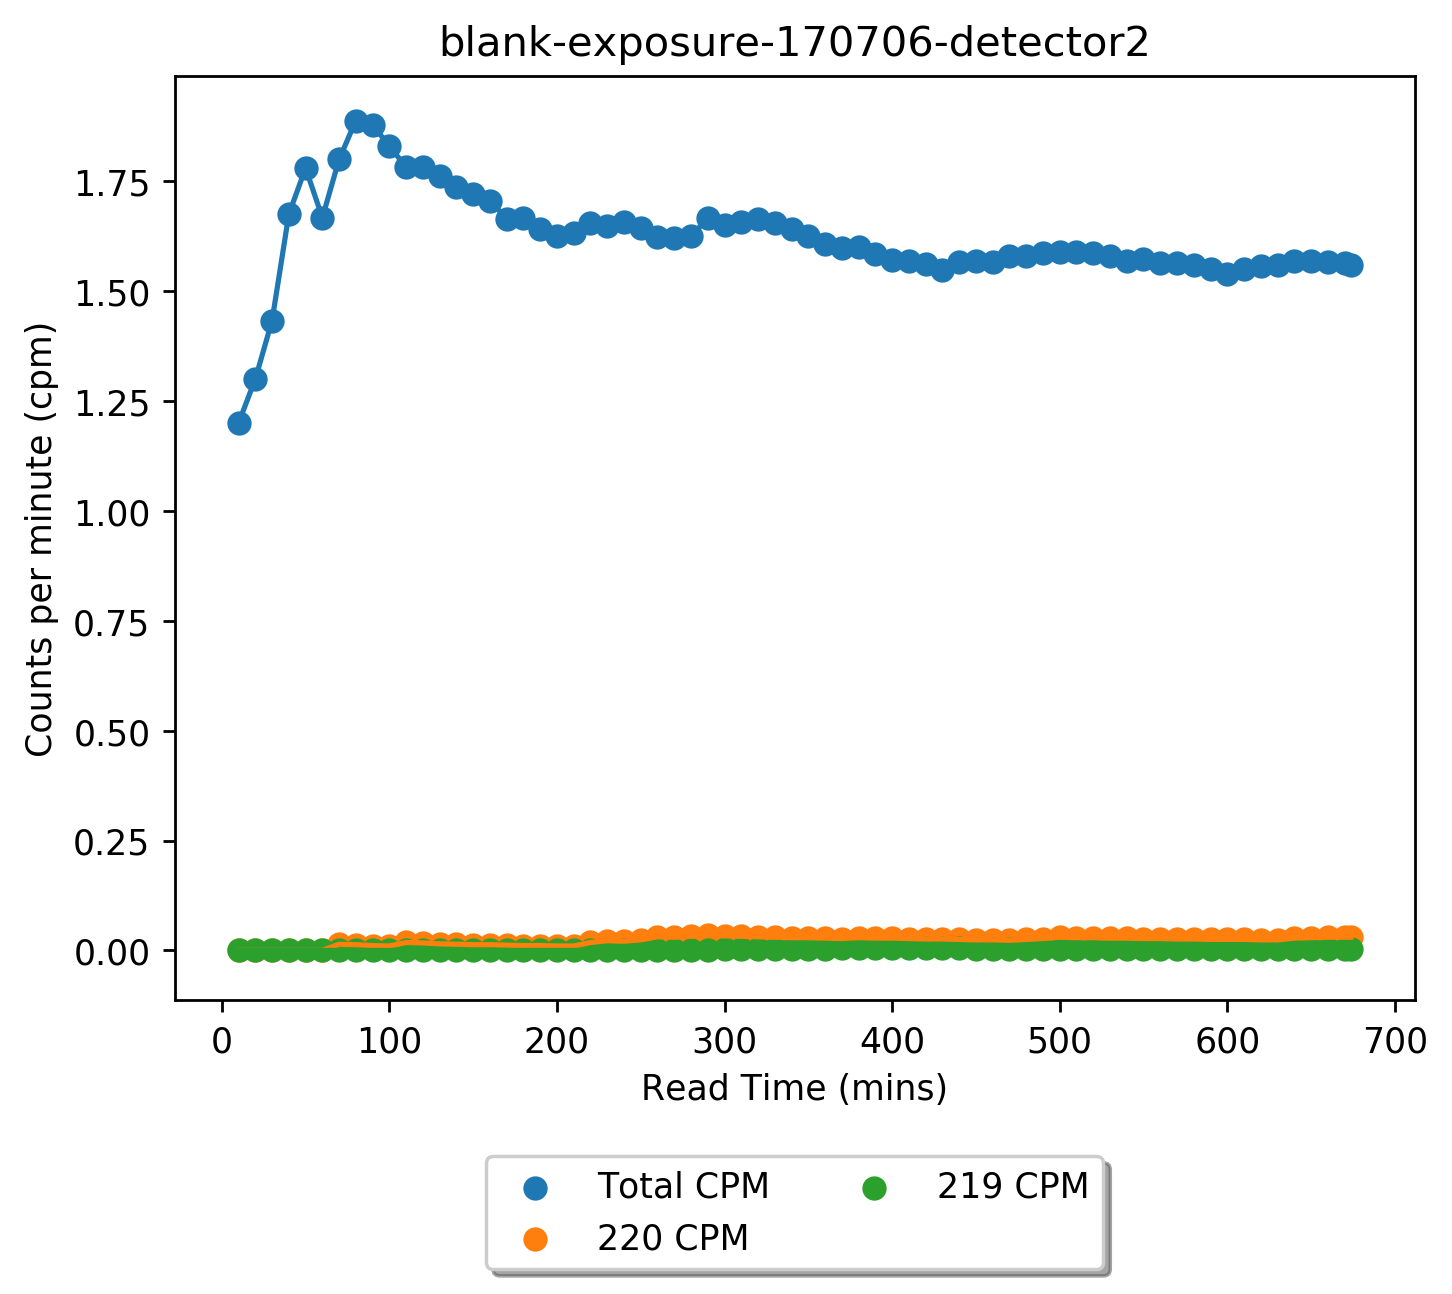 blank-exposure-170706-detector2
Counts per minute (cpm)
1.75
1.50
1.25
1.00
0.75
0.50
0.25
0.00
0 100 200 300 400 500 600 700
Read Time (mins)
Total CPM 219 CPM
220 CPM